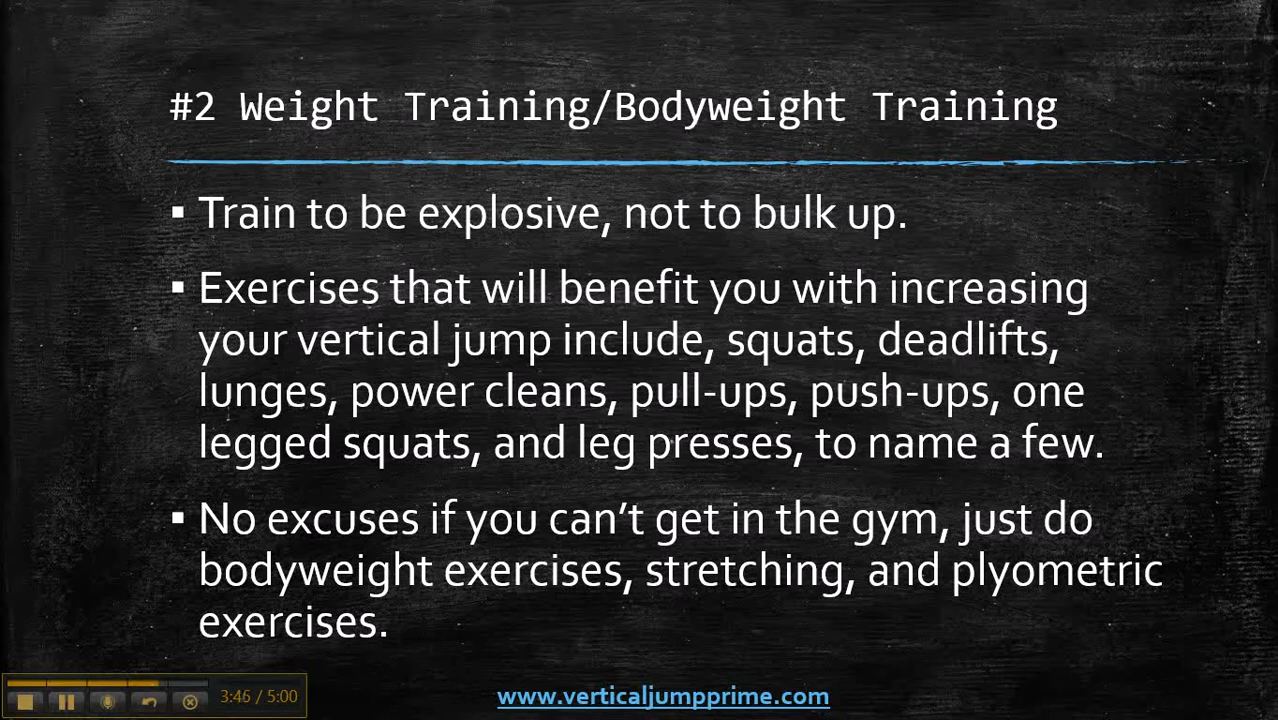 #2 Weight Training/Bodyweight Training
▪ Train to be explosive, not to bulk up.
▪ Exercises that will benefit you with increasing
your vertical jump include, squats, deadlifts,
lunges, power cleans, pull-ups, push-ups, one
legged squats, and leg presses, to name a few.
▪ No excuses if you can’t get in the gym, just do
bodyweight exercises, stretching, and plyometric
exercises.
3:46 / 5:00
www.verticaljumpprime.com